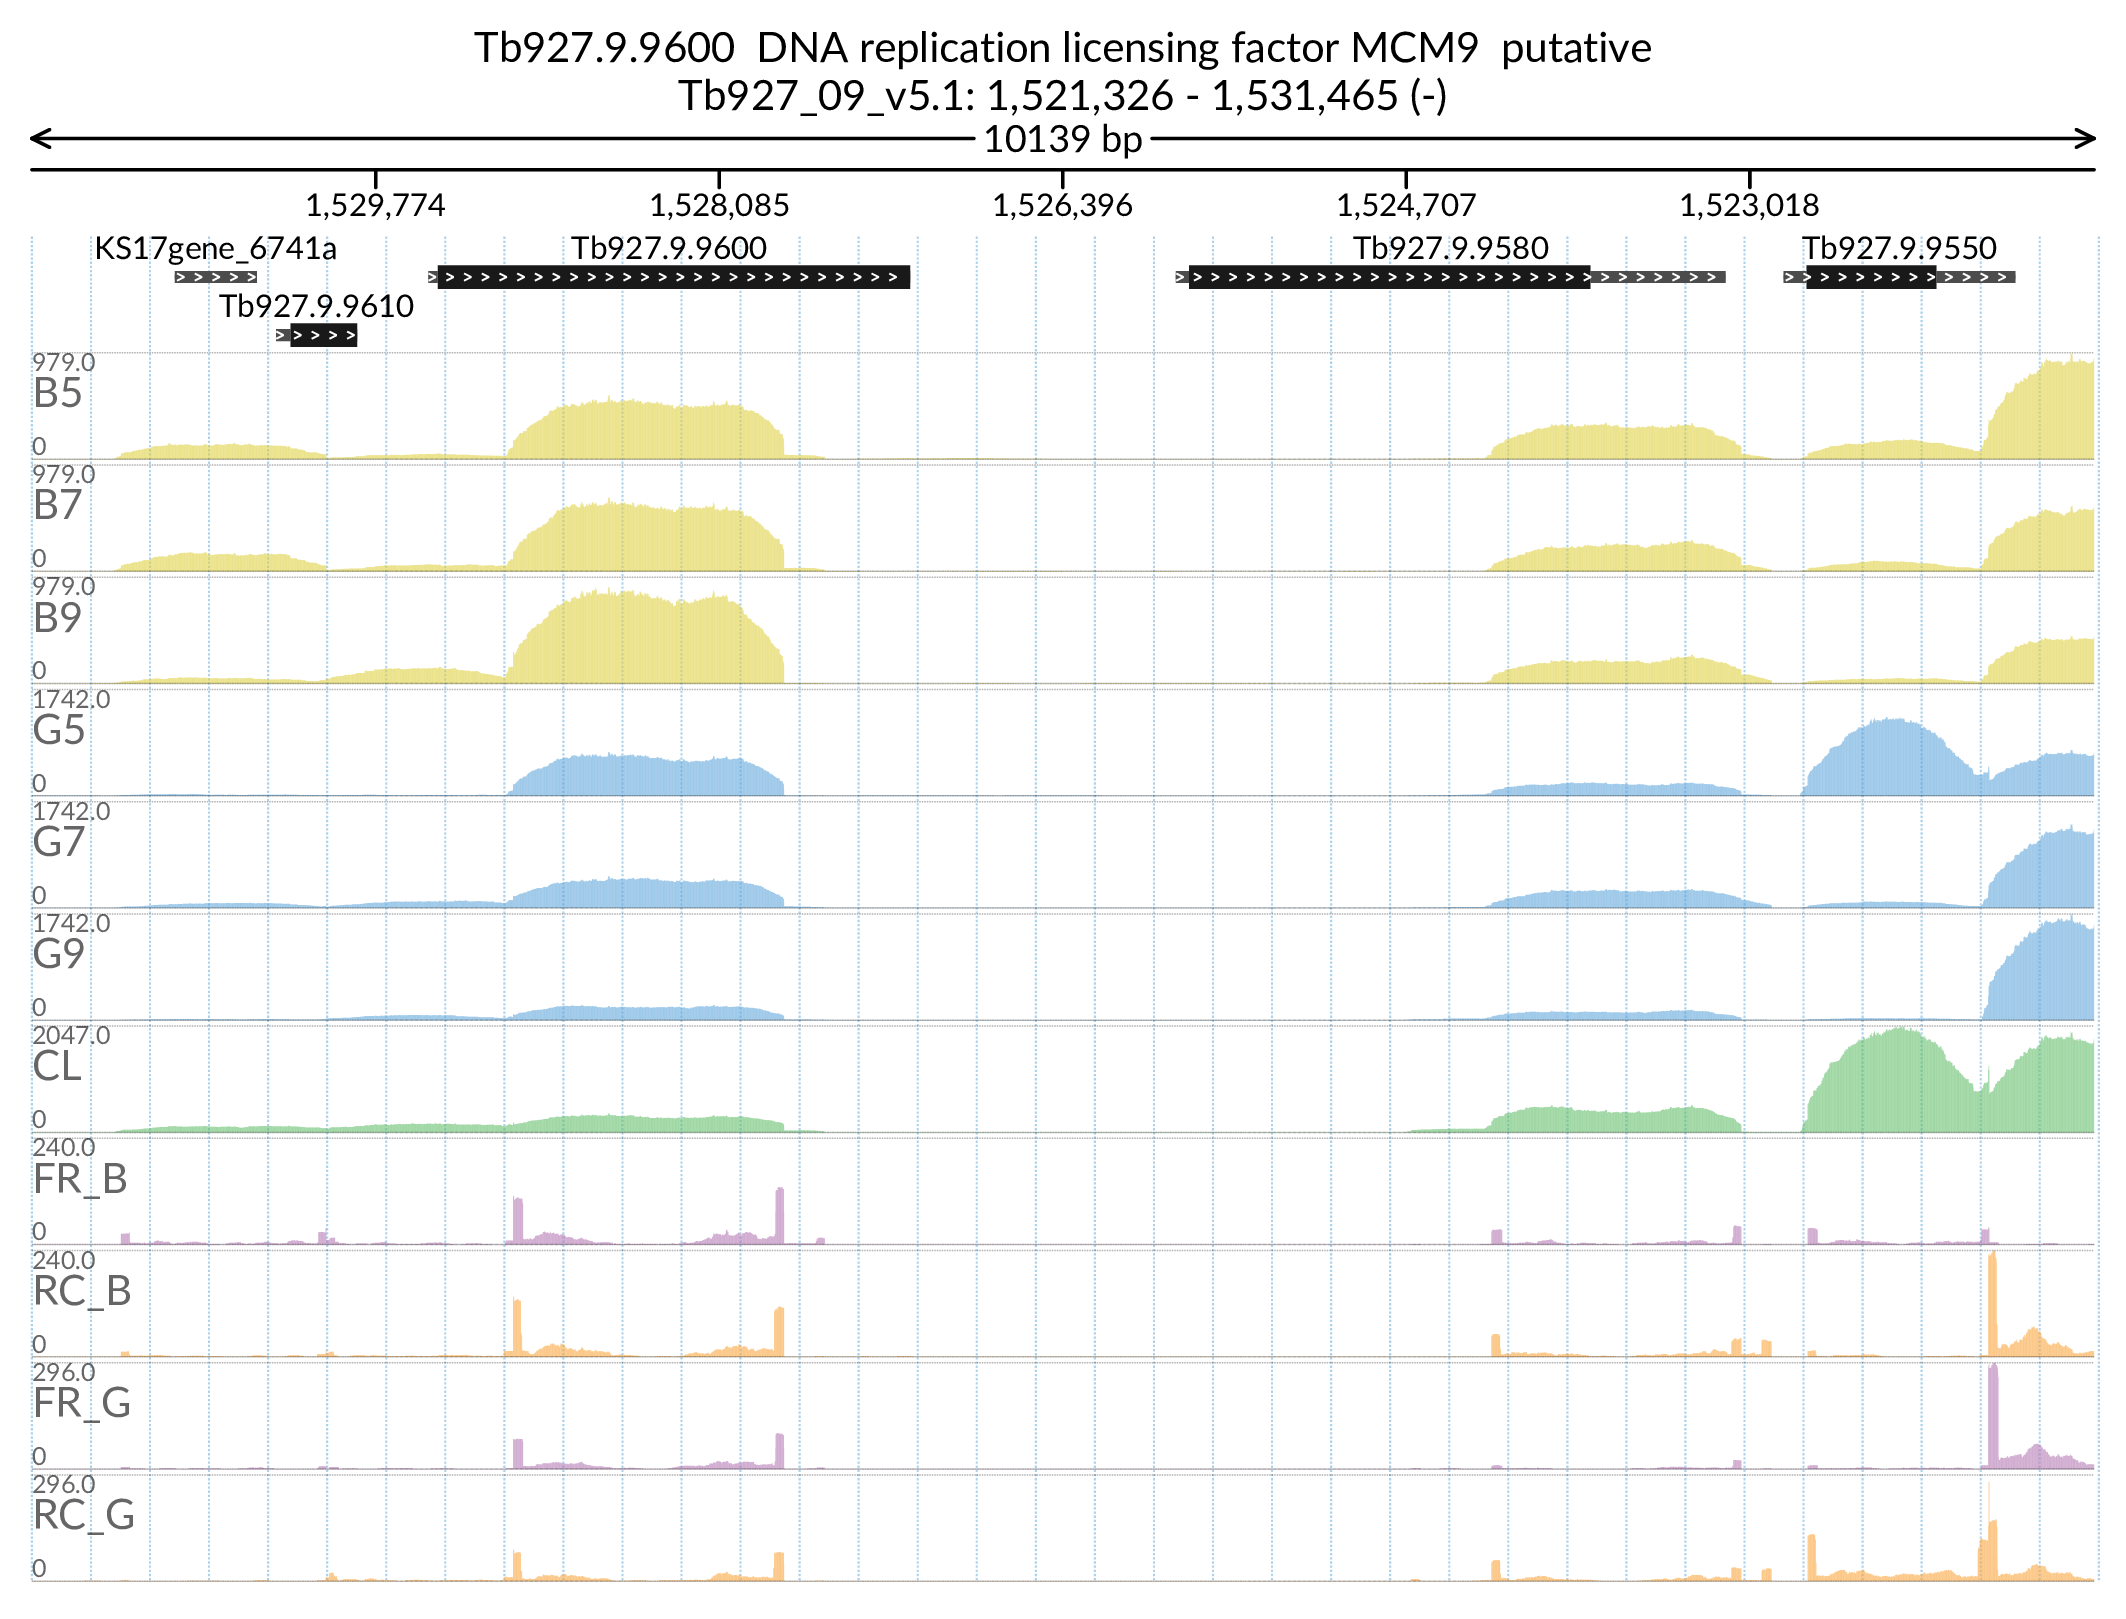 Tb927.9.9600  DNA replication licensing factor MCM9  putative
Tb927_09_v5.1: 1,521,326 - 1,531,465 (-)
10139 bp
1,529,774 1,528,085 1,526,396 1,524,707 1,523,018
KS17gene_6741a Tb927.9.9600 Tb927.9.9580 Tb927.9.9550
Tb927.9.9610
979.0
B5
0
979.0
B7
0
979.0
B9
0
1742.0
G5
0
1742.0
G7
0
1742.0
G9
0
2047.0
CL
0
240.0
FR_B
0
240.0
RC_B
0
296.0
FR_G
0
296.0
RC_G
0